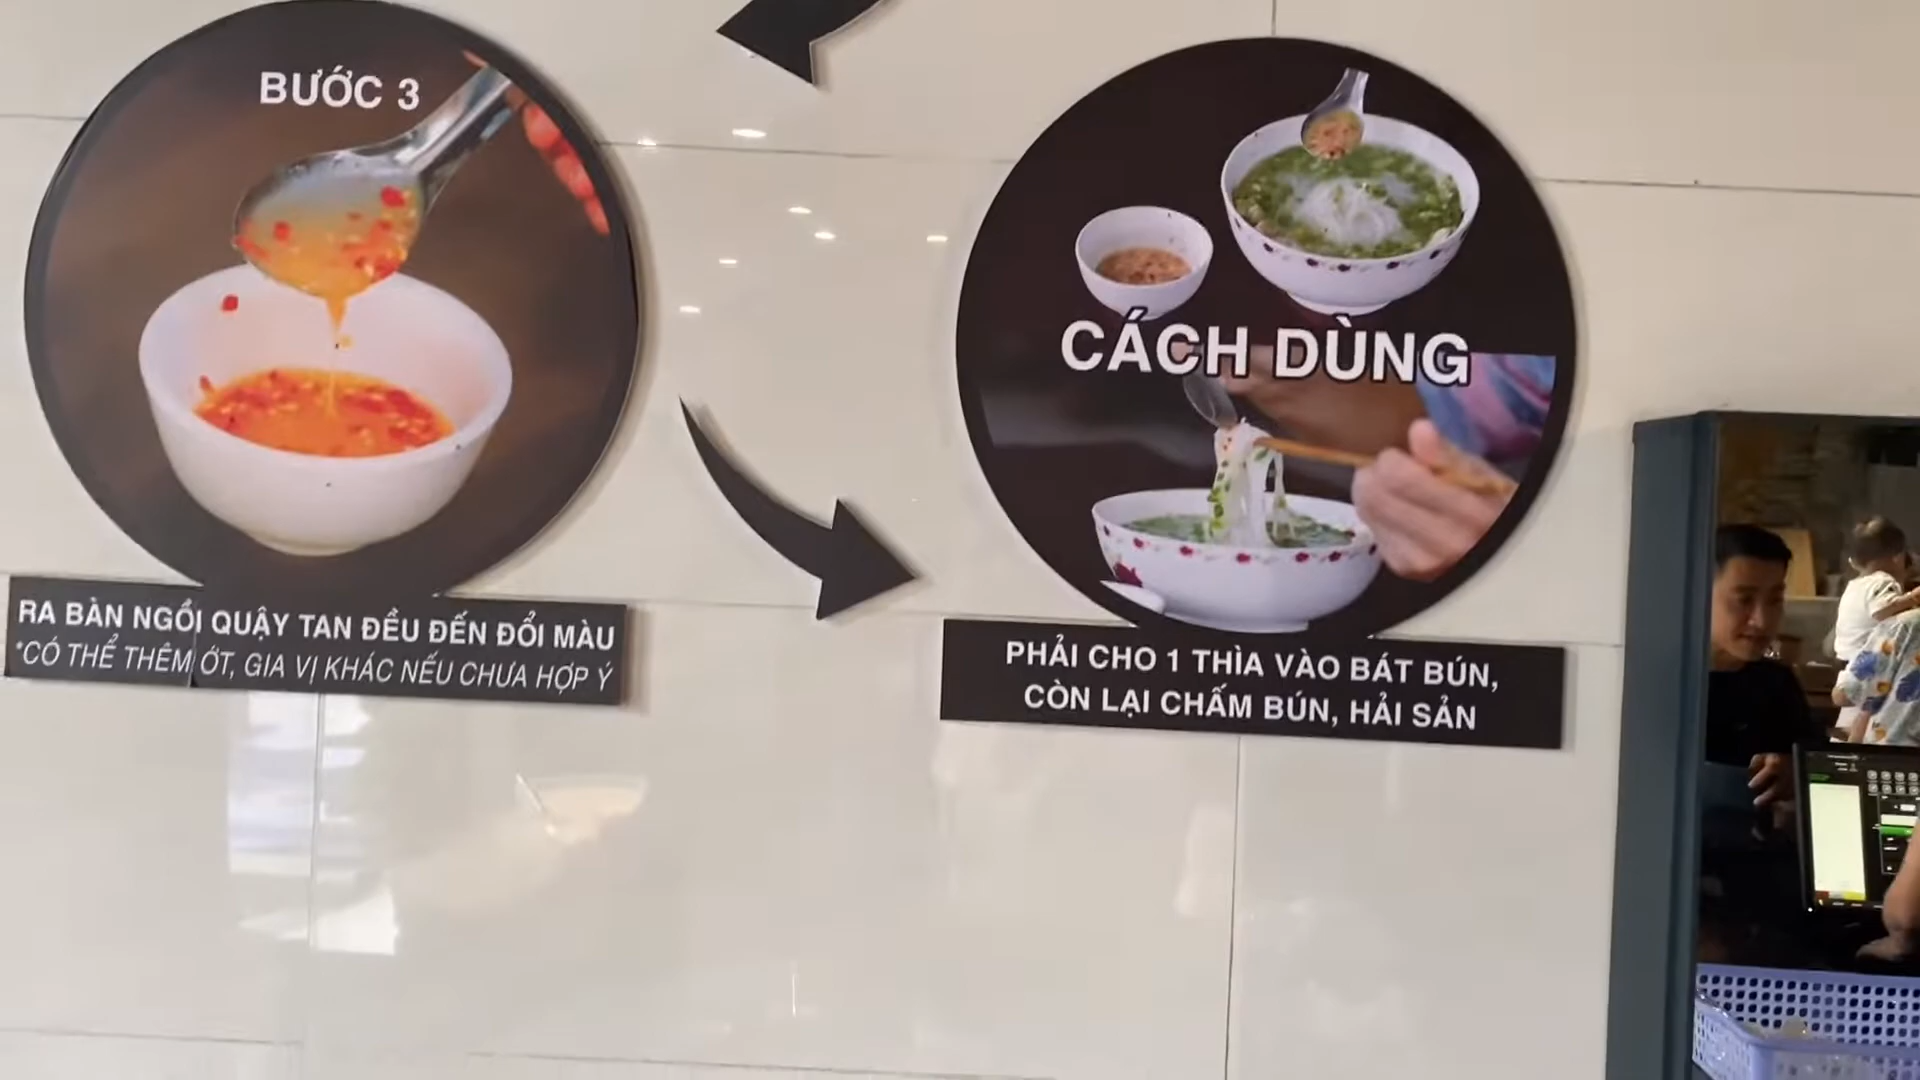 BƯỚC 3
RA BÀN NGỒI QUẬY TAN ĐỀU ĐẾN ĐỔI MÀU
*CÓ THỂ THÊM ỚT, GIA VỊ KHÁC NẾU CHƯA HỢP Ý
CÁCH DÙNG
PHẢI CHO 1 THÌA VÀO BÁT BÚN,
CÒN LẠI CHẤM BÚN, HẢI SẢN